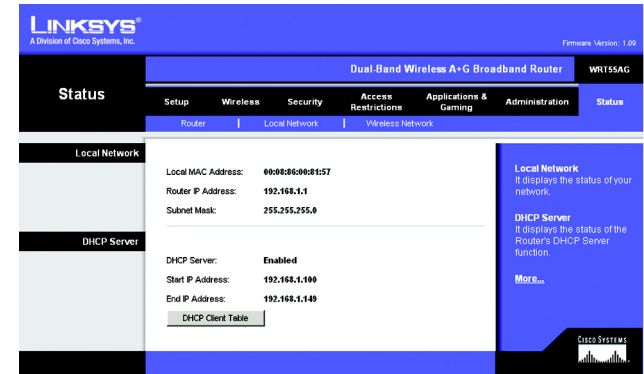 LINKSYS®
A Division of Cisco Systems, Inc.
Firmware Version: 1.09
Dual-Band Wireless A+G Broadband Router WRT55AG
Status
Setup Wireless Security Access Restrictions Applications & Gaming Administration Status
Router | Local Network | Wireless Network
Local Network
Local MAC Address: 00:08:86:00:81:57
Router IP Address: 192.168.1.1
Subnet Mask: 255.255.255.0
DHCP Server
DHCP Server: Enabled
Start IP Address: 192.168.1.100
End IP Address: 192.168.1.149
DHCP Client Table
Local Network
It displays the status of your
network.
DHCP Server
It displays the status of the
Router's DHCP Server
function.
More...
CISCO SYSTEMS